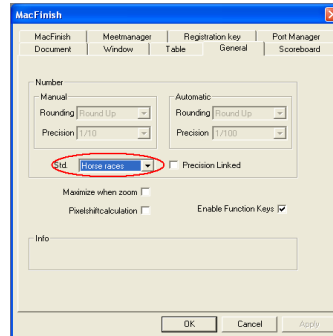 MacFinish
MacFinish Meetmanager Registration key Port Manager
Document Window Table General Scoreboard
Number
Manual Automatic
Rounding Round Up Rounding Round Up
Precision 1/10 Precision 1/100
Std. Horse races Precision Linked
Maximize when zoom
Pixelshiftcalculation Enable Function Keys
Info
OK Cancel Apply